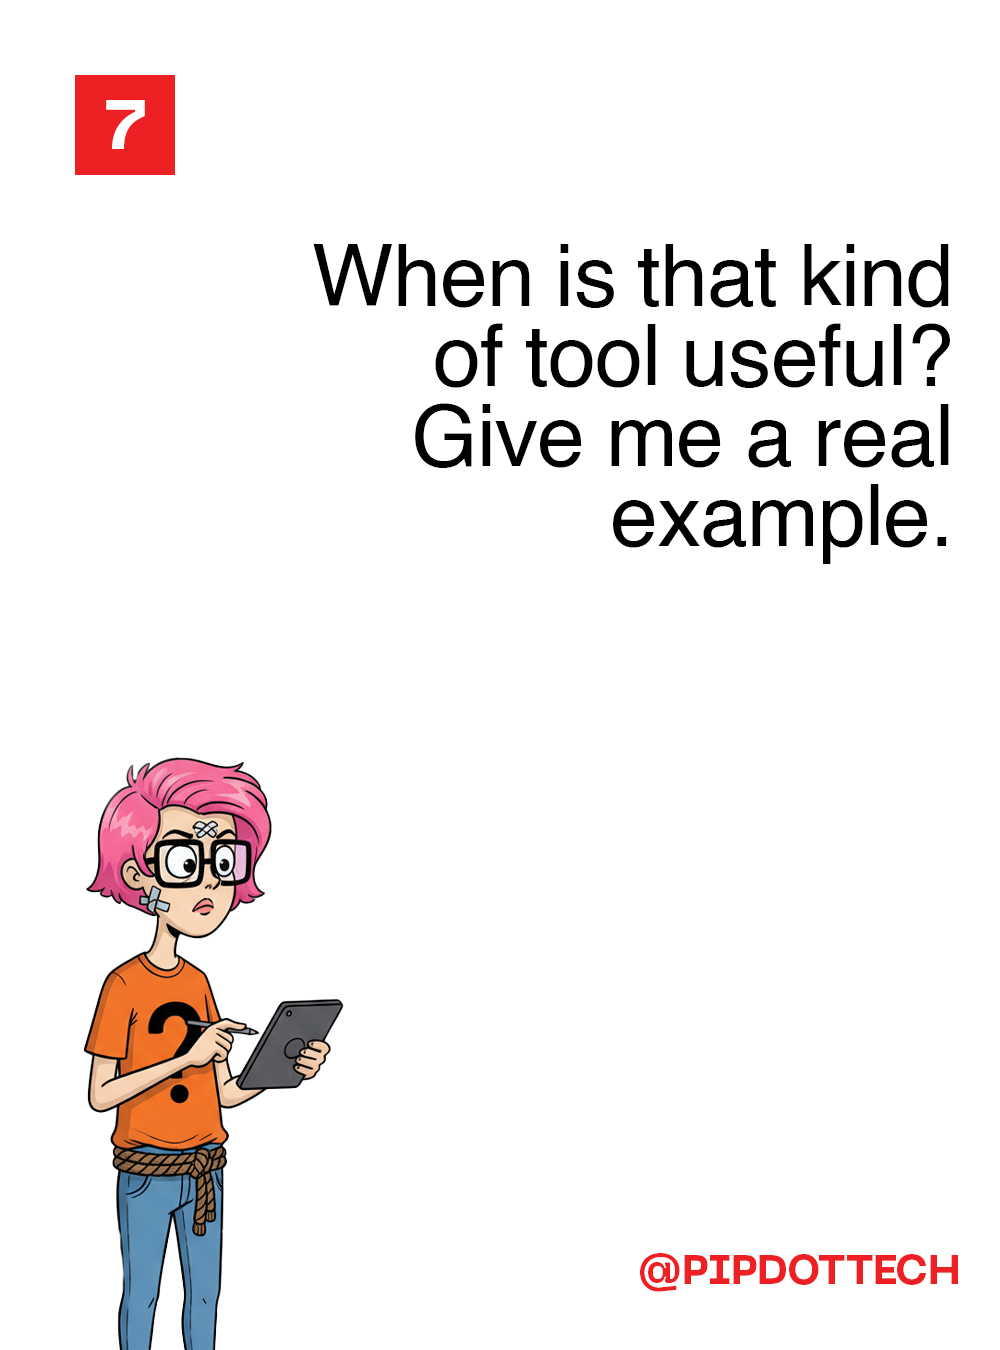 7
When is that kind
of tool useful?
Give me a real
example.
?
@PIPDOTTECH